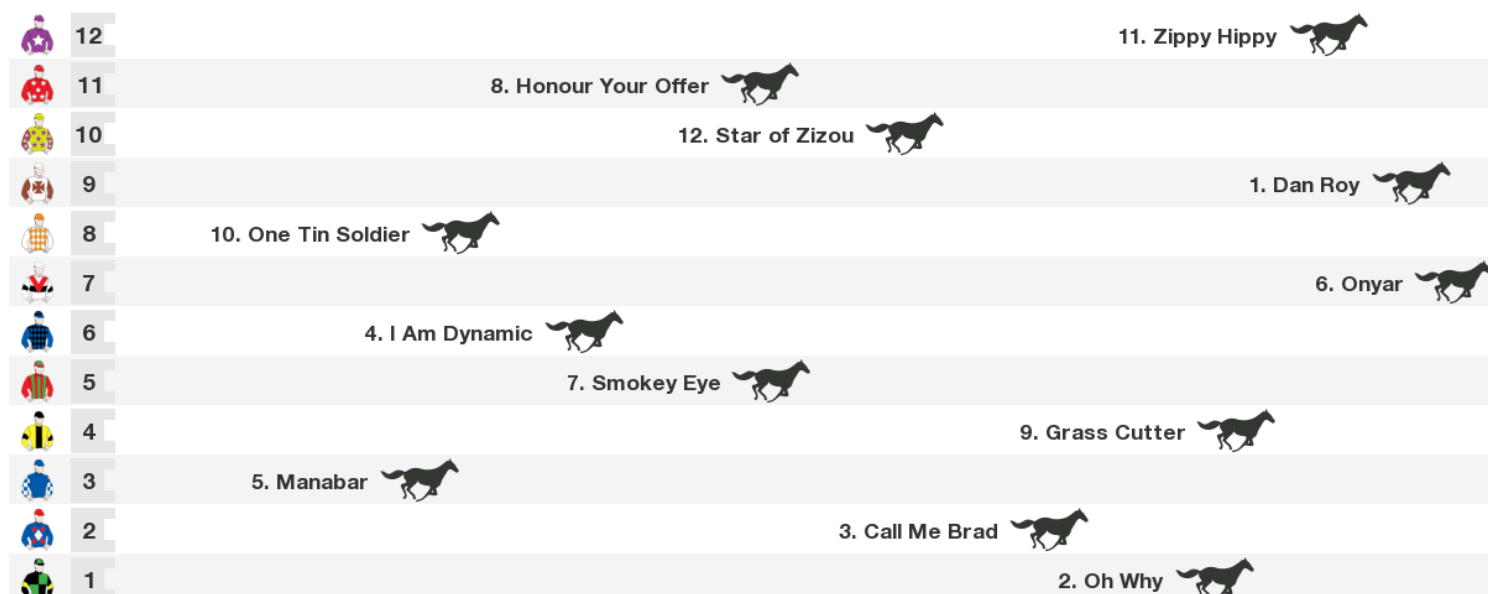 12 11. Zippy Hippy
11 8. Honour Your Offer
10 12. Star of Zizou
9 1. Dan Roy
8 10. One Tin Soldier
7 6. Onyar
6 4. I Am Dynamic
5 7. Smokey Eye
4 9. Grass Cutter
3 5. Manabar
2 3. Call Me Brad
1 2. Oh Why